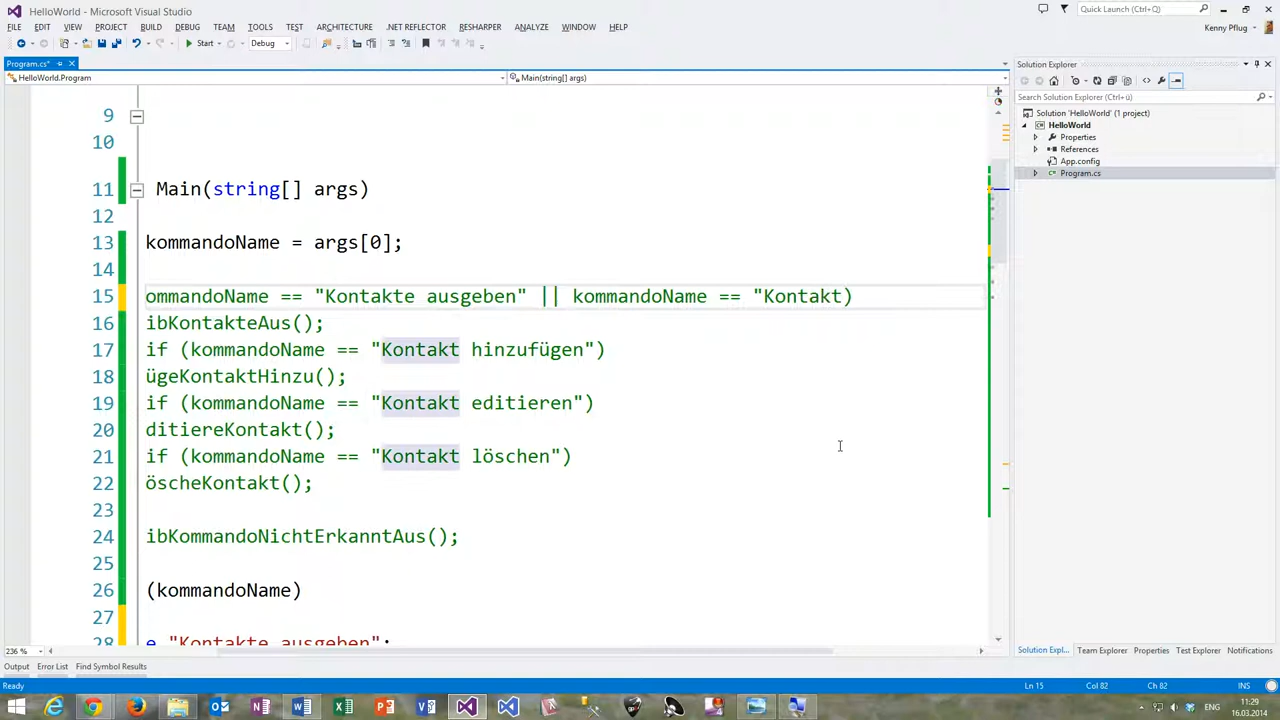 HelloWorld - Microsoft Visual Studio
Quick Launch (Ctrl+Q)
FILE EDIT VIEW PROJECT BUILD DEBUG TEAM TOOLS TEST ARCHITECTURE .NET REFLECTOR RESHARPER ANALYZE WINDOW HELP
Kenny Pflug
Start Debug
Program.cs*
HelloWorld.Program
Main(string[] args)
9
10
11 Main(string[] args)
12
13 kommandoName = args[0];
14
15 ommandoName == "Kontakte ausgeben" || kommandoName == "Kontakt)
16 ibKontakteAus();
17 if (kommandoName == "Kontakt hinzufügen")
18 ügeKontaktHinzu();
19 if (kommandoName == "Kontakt editieren")
20 ditiereKontakt();
21 if (kommandoName == "Kontakt löschen")
22 öscheKontakt();
23
24 ibKommandoNichtErkanntAus();
25
26 (kommandoName)
27
28 e "Kontakte ausgeben":
236 %
Solution Explorer
Search Solution Explorer (Ctrl+ü)
Solution 'HelloWorld' (1 project)
HelloWorld
Properties
References
App.config
Program.cs
Solution Expl... Team Explorer Properties Test Explorer Notifications
Output Error List Find Symbol Results
Ready
Ln 15 Col 82 Ch 82 INS
ENG
11:29
16.03.2014